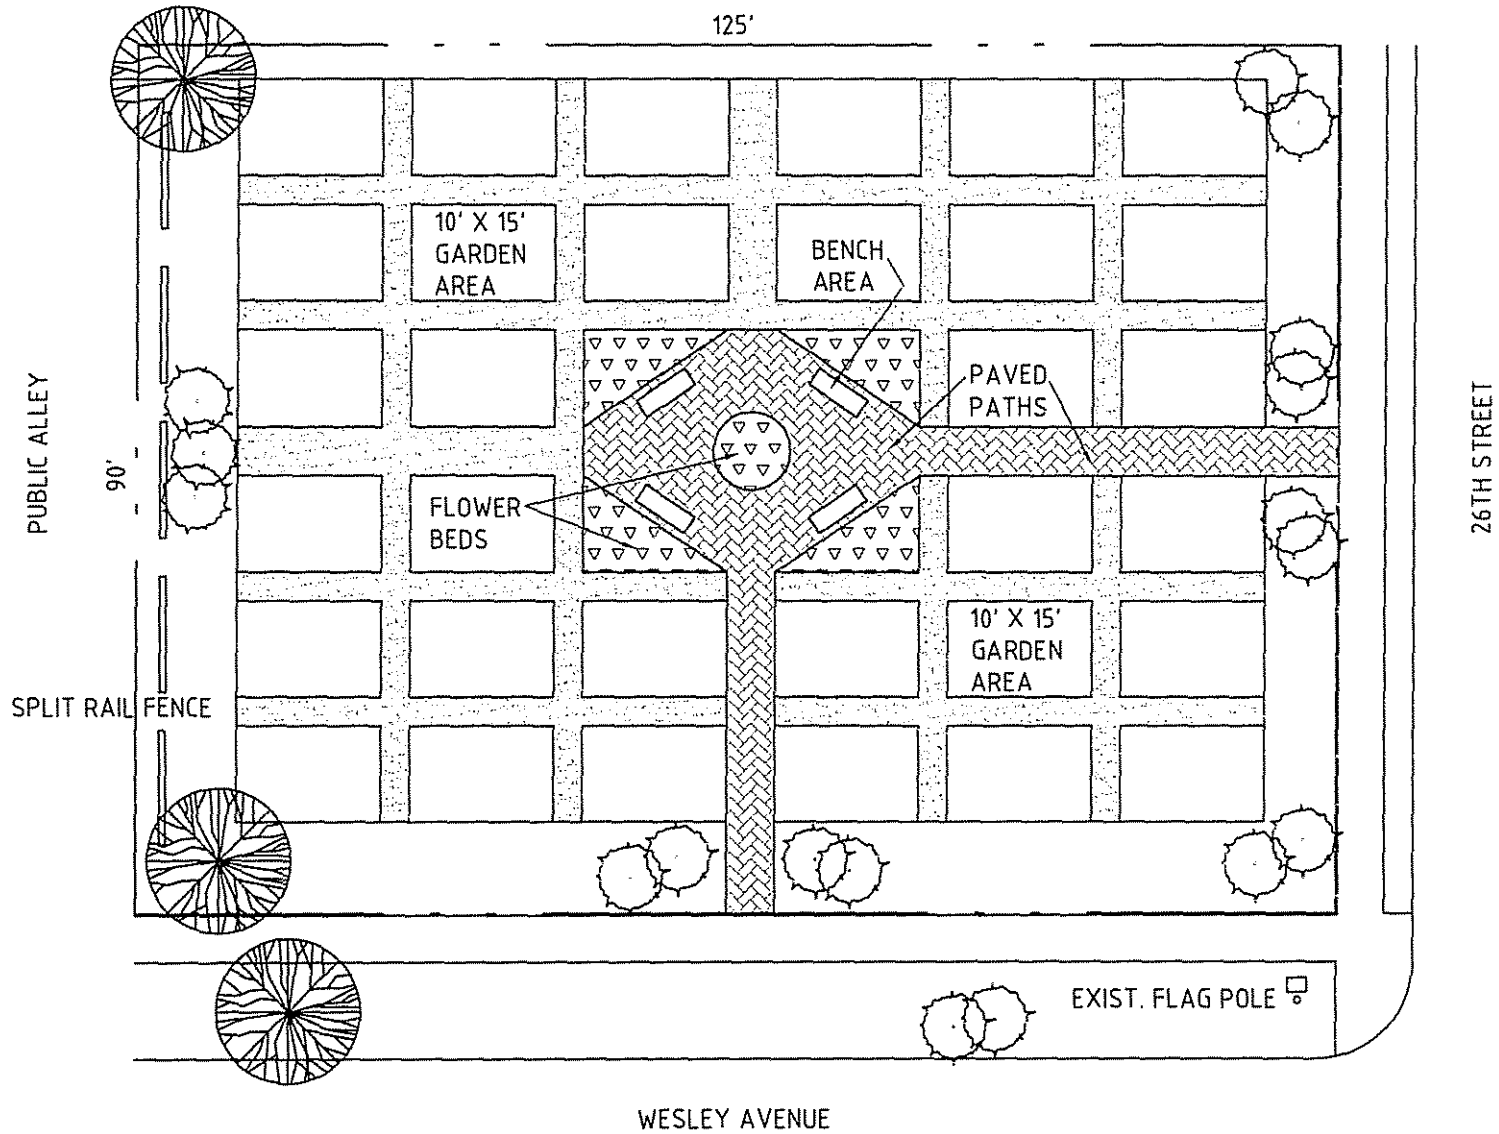 125'
10' X 15'
GARDEN
AREA
BENCH
AREA
PAVED
PATHS
PUBLIC ALLEY
90'
26TH STREET
FLOWER
BEDS
10' X 15'
GARDEN
AREA
SPLIT RAIL FENCE
EXIST. FLAG POLE
WESLEY AVENUE